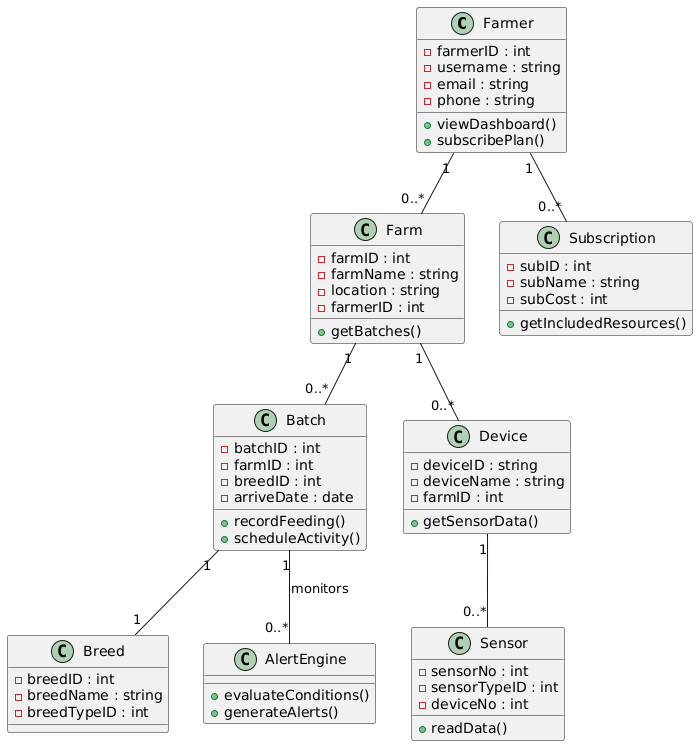 C Farmer
farmerID : int
username : string
email : string
phone : string
viewDashboard()
subscribePlan()
1
1
0..*
0..*
C Farm
farmID : int
farmName : string
location : string
farmerID : int
getBatches()
C Subscription
subID : int
subName : string
subCost : int
getIncludedResources()
1
1
0..*
0..*
C Batch
batchID : int
farmID : int
breedID : int
arriveDate : date
recordFeeding()
scheduleActivity()
C Device
deviceID : string
deviceName : string
farmID : int
getSensorData()
1
1
1
monitors
1
0..*
0..*
C Breed
breedID : int
breedName : string
breedTypeID : int
C AlertEngine
evaluateConditions()
generateAlerts()
C Sensor
sensorNo : int
sensorTypeID : int
deviceNo : int
readData()